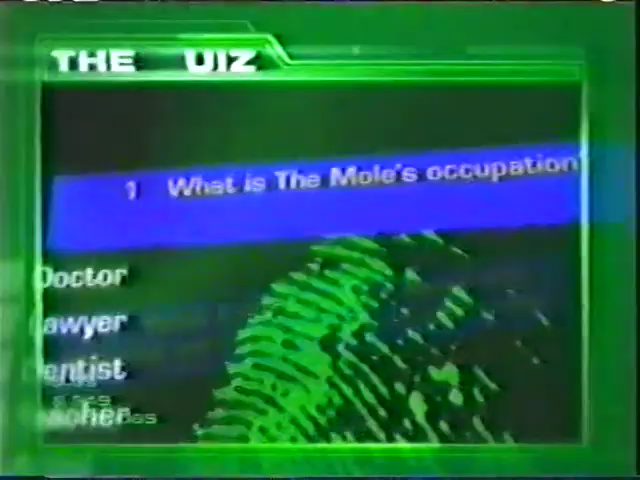 THE UIZ
1 What is The Mole's occupation
Doctor
awyer
entist
acher